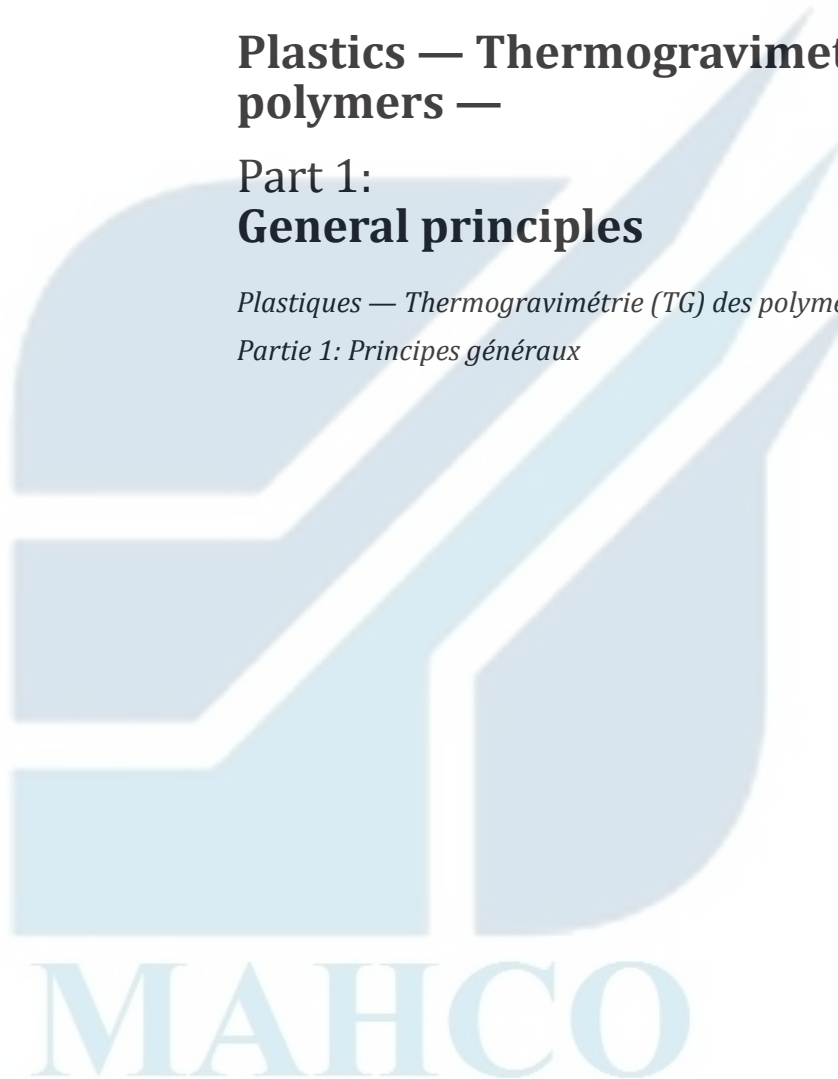 Plastics — Thermogravimet
polymers —
Part 1:
General principles
Plastiques — Thermogravimétrie (TG) des polym
Partie 1: Principes généraux
MAHCO